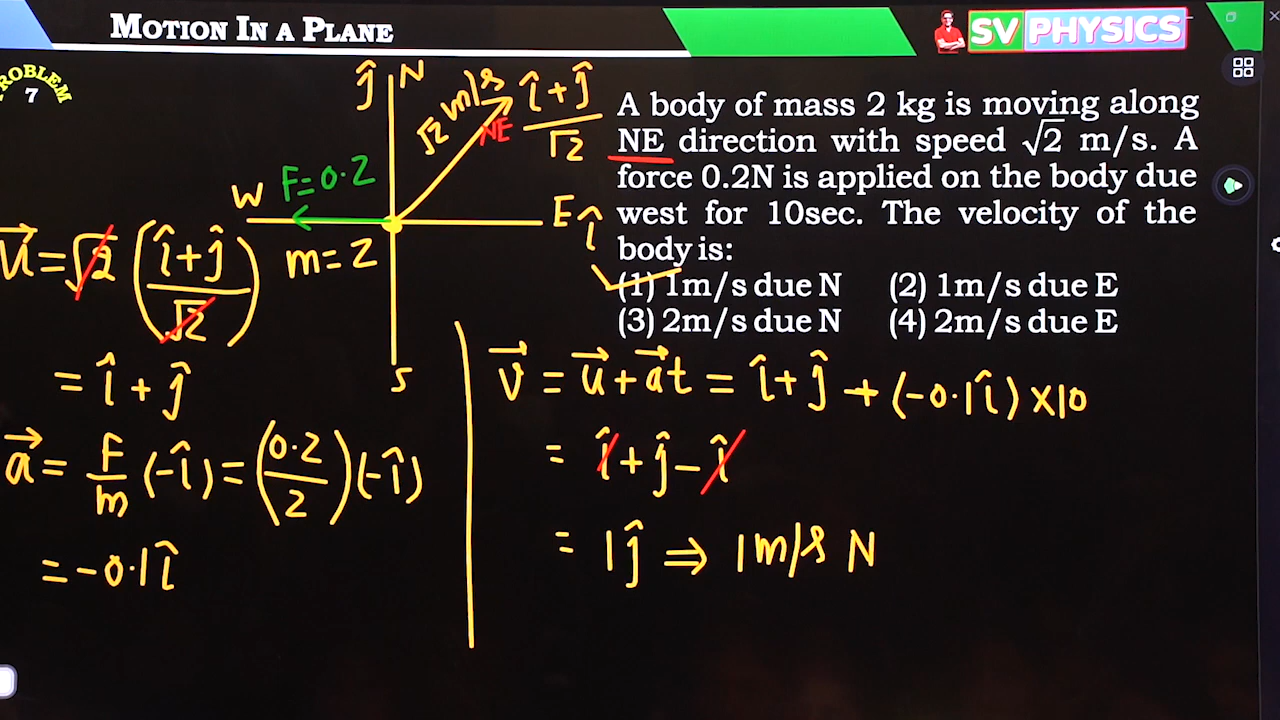 MOTION IN A PLANE
SV PHYSICS
PROBLEM
7
A body of mass 2 kg is moving along
NE direction with speed √2 m/s. A
force 0.2N is applied on the body due
west for 10sec. The velocity of the
body is:
(1) 1m/s due N (2) 1m/s due E
(3) 2m/s due N (4) 2m/s due E
ĵ N
√2 m/s
NE
(î+ĵ)/√2
F=0.2
W
E î
m=2
S
u⃗ = √2 ((î+ĵ)/√2)
= î + ĵ
a⃗ = F/m (-î) = (0.2/2)(-î)
= -0.1î
v⃗ = u⃗ + a⃗t = î+ĵ + (-0.1î) × 10
= î + ĵ - î
= 1ĵ ⇒ 1m/s N